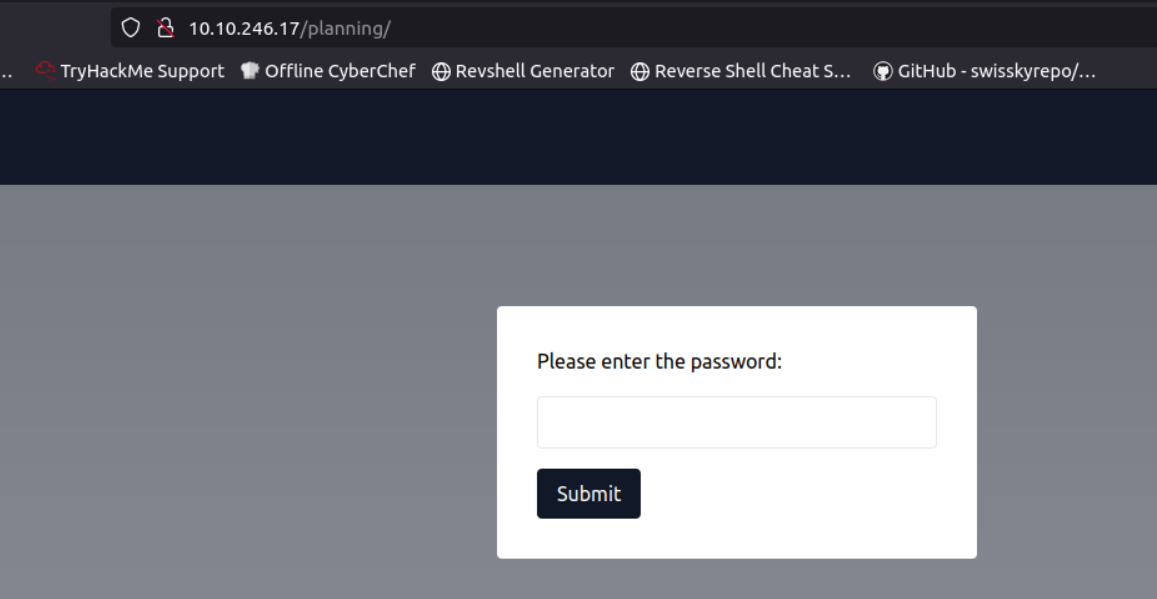 10.10.246.17/planning/
... TryHackMe Support Offline CyberChef Revshell Generator Reverse Shell Cheat S... GitHub - swisskyrepo/...
Please enter the password:
Submit